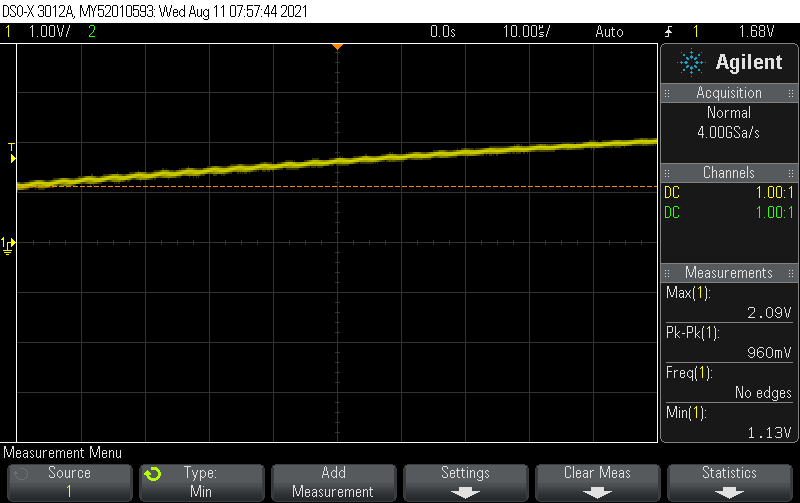 DSO-X 3012A, MY52010593: Wed Aug 11 07:57:44 2021
1 1.00V/ 2 0.0s 10.00ms/ Auto 1 1.68V
Agilent
Acquisition
Normal
4.00GSa/s
Channels
DC 1.00:1
DC 1.00:1
Measurements
Max(1):
2.09V
Pk-Pk(1):
960mV
Freq(1):
No edges
Min(1):
1.13V
T
1
Measurement Menu
Source
1
Type:
Min
Add
Measurement
Settings
Clear Meas
Statistics